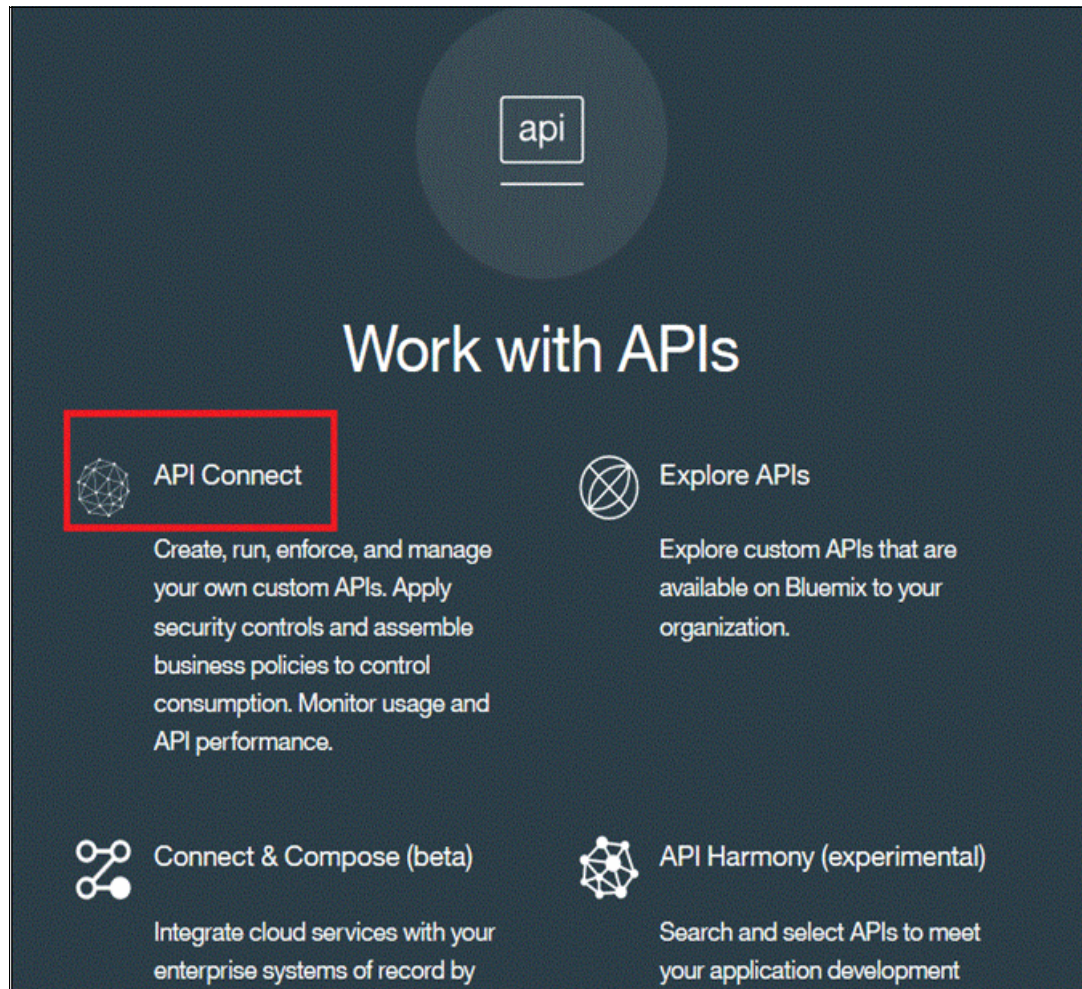 api
Work with APIs
API Connect
Create, run, enforce, and manage
your own custom APIs. Apply
security controls and assemble
business policies to control
consumption. Monitor usage and
API performance.
Explore APIs
Explore custom APIs that are
available on Bluemix to your
organization.
Connect & Compose (beta)
Integrate cloud services with your
enterprise systems of record by
API Harmony (experimental)
Search and select APIs to meet
your application development